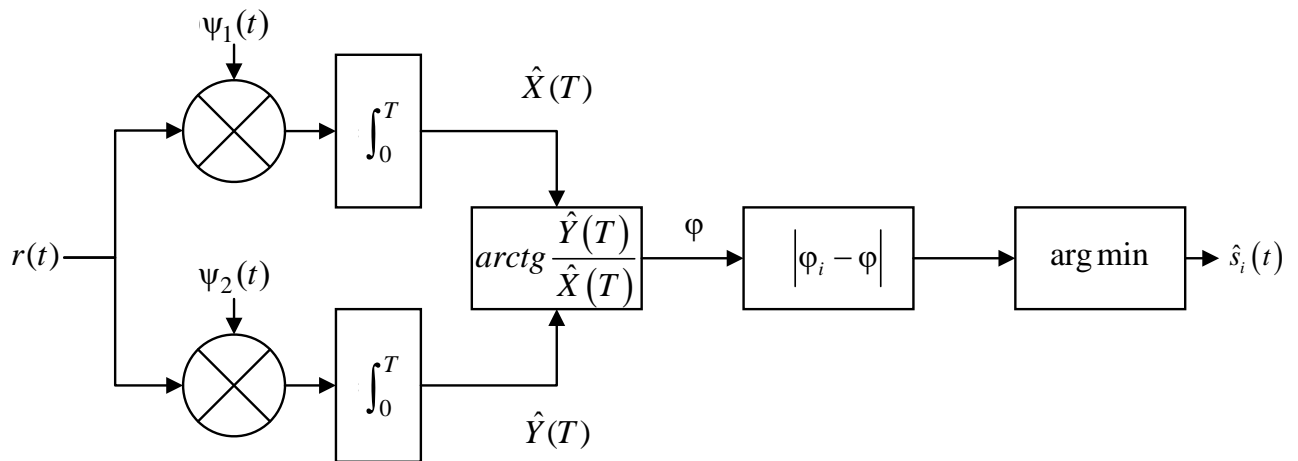 ψ₁(t)
∫₀ᵀ
X̂(T)
r(t)
arctg Ŷ(T)/X̂(T)
φ
|φᵢ − φ|
arg min
ŝᵢ(t)
ψ₂(t)
∫₀ᵀ
Ŷ(T)